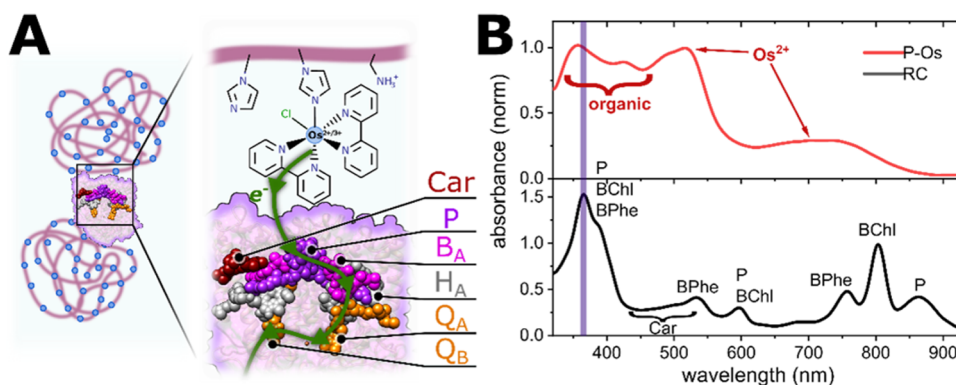 A
Cl
N
N
N
N
N
N
N
N
NH₃⁺
Os²⁺/³⁺
e⁻
Car
P
B_A
H_A
Q_A
Q_B
B
absorbance (norm)
1.0
0.5
0.0
1.5
1.0
0.5
0.0
Os²⁺
organic
P-Os
RC
P
BChl
BPhe
Car
BPhe
P
BChl
BPhe
BChl
P
400 500 600 700 800 900
wavelength (nm)